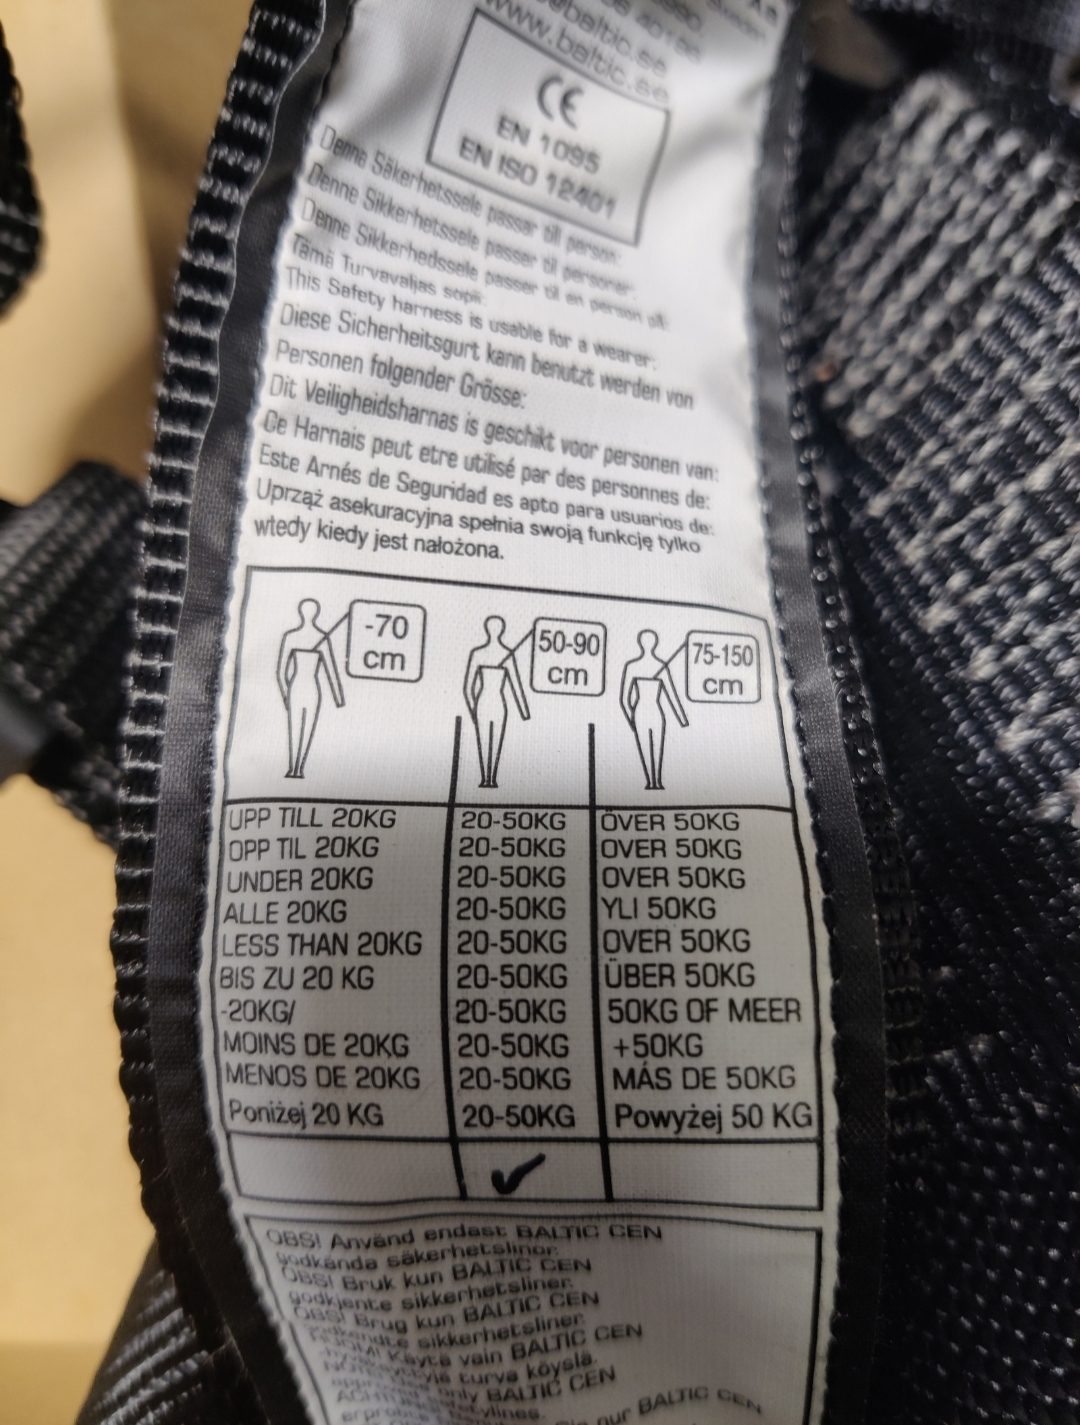 @baltic.se
www.baltic.se
CE
EN 1095
EN ISO 12401
Denne Säkerhetssele passar till person:
Denne Sikkerhetssele passer til personer:
Denne Sikkerhedssele passer til en person på:
Tämä Turvavaljas sopii:
This Safety harness is usable for a wearer:
Diese Sicherheitsgurt kann benutzt werden von
Personen folgender Grösse:
Dit Veiligheidsharnas is geschikt voor personen van:
Ce Harnais peut etre utilisé par des personnes de:
Este Arnés de Seguridad es apto para usuarios de:
Uprząż asekuracyjna spełnia swoją funkcję tylko
wtedy kiedy jest nałożona.
-70 cm 50-90 cm 75-150 cm
UPP TILL 20KG 20-50KG ÖVER 50KG
OPP TIL 20KG 20-50KG OVER 50KG
UNDER 20KG 20-50KG OVER 50KG
ALLE 20KG 20-50KG YLI 50KG
LESS THAN 20KG 20-50KG OVER 50KG
BIS ZU 20 KG 20-50KG ÜBER 50KG
-20KG/ 20-50KG 50KG OF MEER
MOINS DE 20KG 20-50KG +50KG
MENOS DE 20KG 20-50KG MÁS DE 50KG
Poniżej 20 KG 20-50KG Powyżej 50 KG
✓
OBS! Använd endast BALTIC CEN
godkända säkerhetslinor.
OBS! Bruk kun BALTIC CEN
godkjente sikkerhetsliner.
OBS! Brug kun BALTIC CEN
sikkerhetsliner.
Käytä vain BALTIC CEN
turva köysiä.
only BALTIC CEN
nur BALTIC CEN